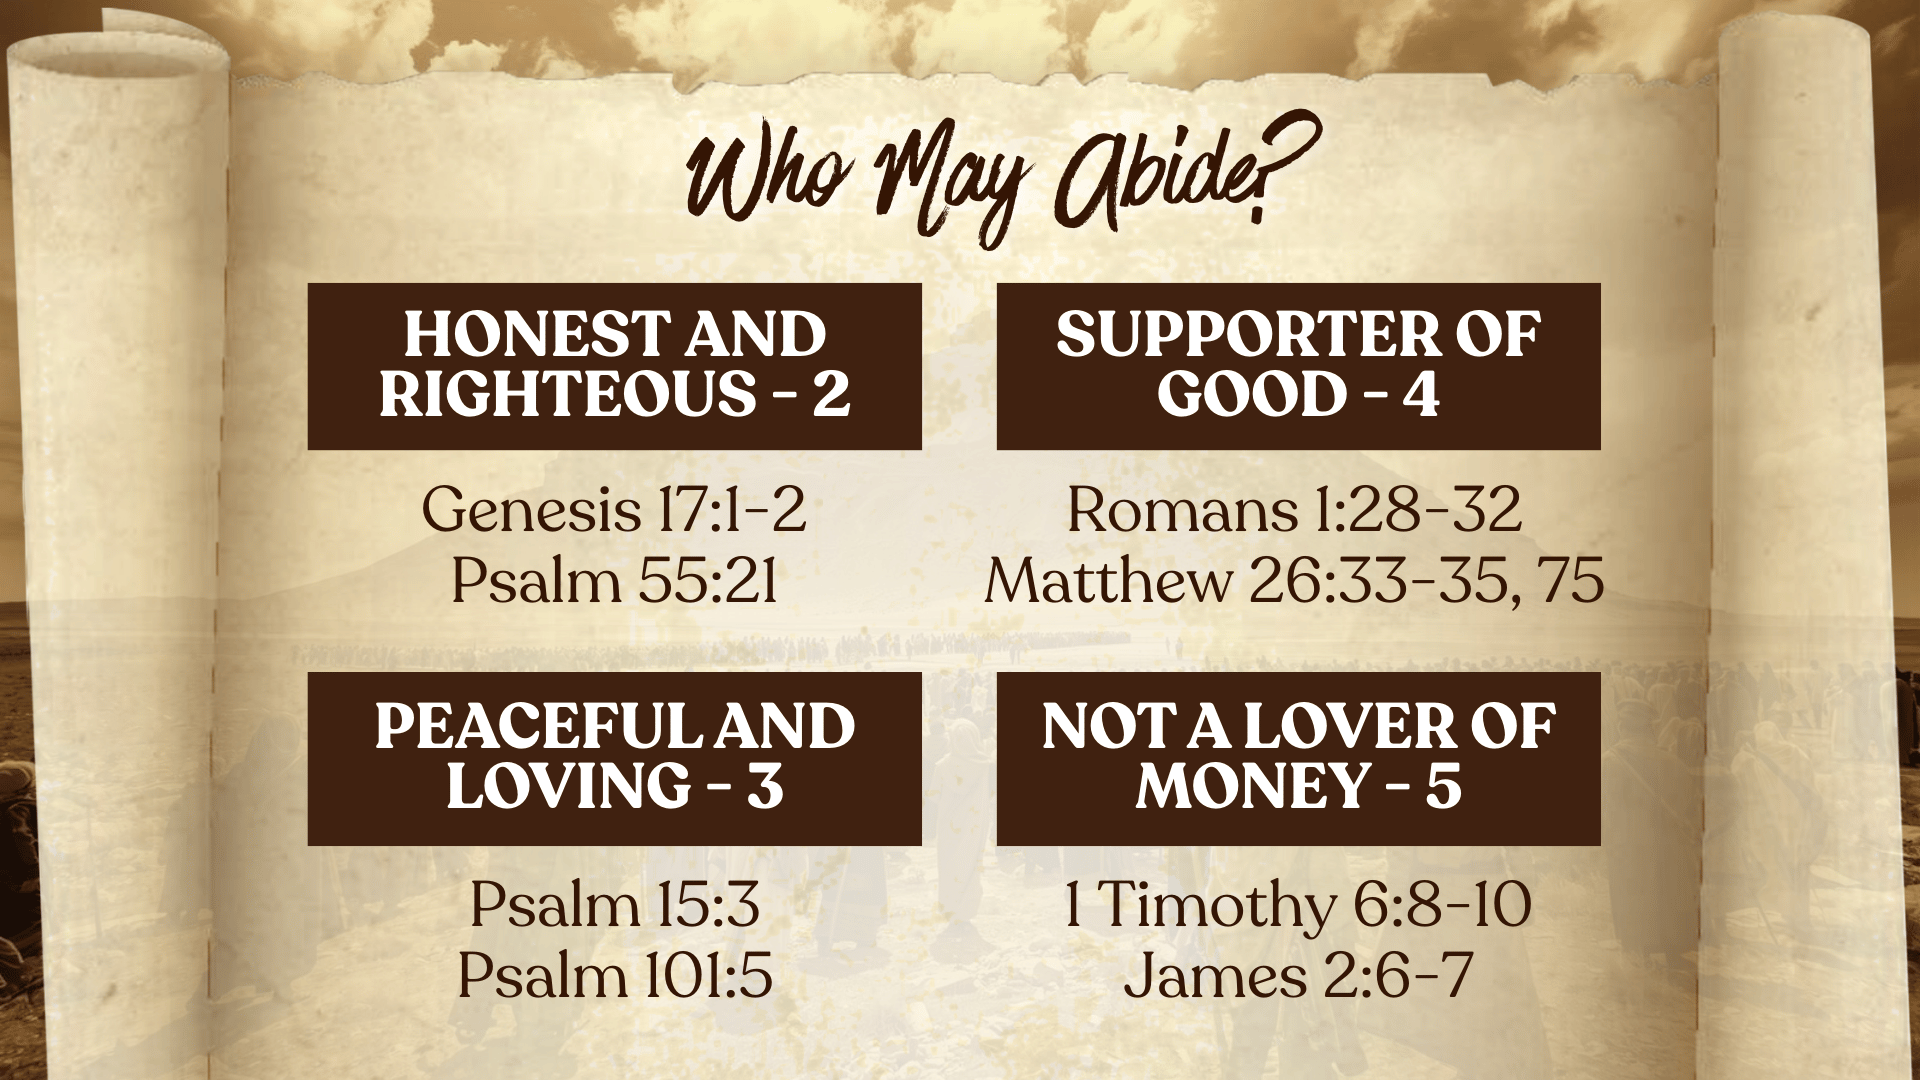 Who May Abide?
HONEST AND
RIGHTEOUS - 2
Genesis 17:1-2
Psalm 55:21
SUPPORTER OF
GOOD - 4
Romans 1:28-32
Matthew 26:33-35, 75
PEACEFUL AND
LOVING - 3
Psalm 15:3
Psalm 101:5
NOT A LOVER OF
MONEY - 5
1 Timothy 6:8-10
James 2:6-7